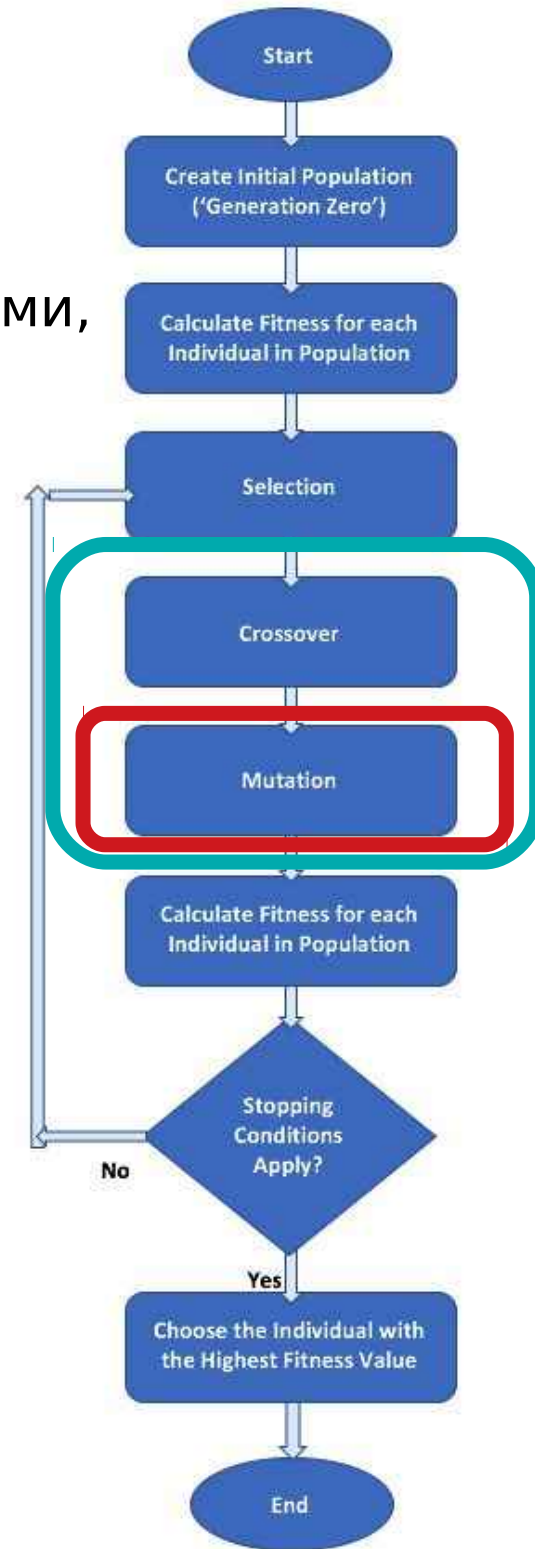 Start
Create Initial Population
('Generation Zero')
ми,
Calculate Fitness for each
Individual in Population
Selection
Crossover
Mutation
Calculate Fitness for each
Individual in Population
Stopping
Conditions
Apply?
No
Yes
Choose the Individual with
the Highest Fitness Value
End